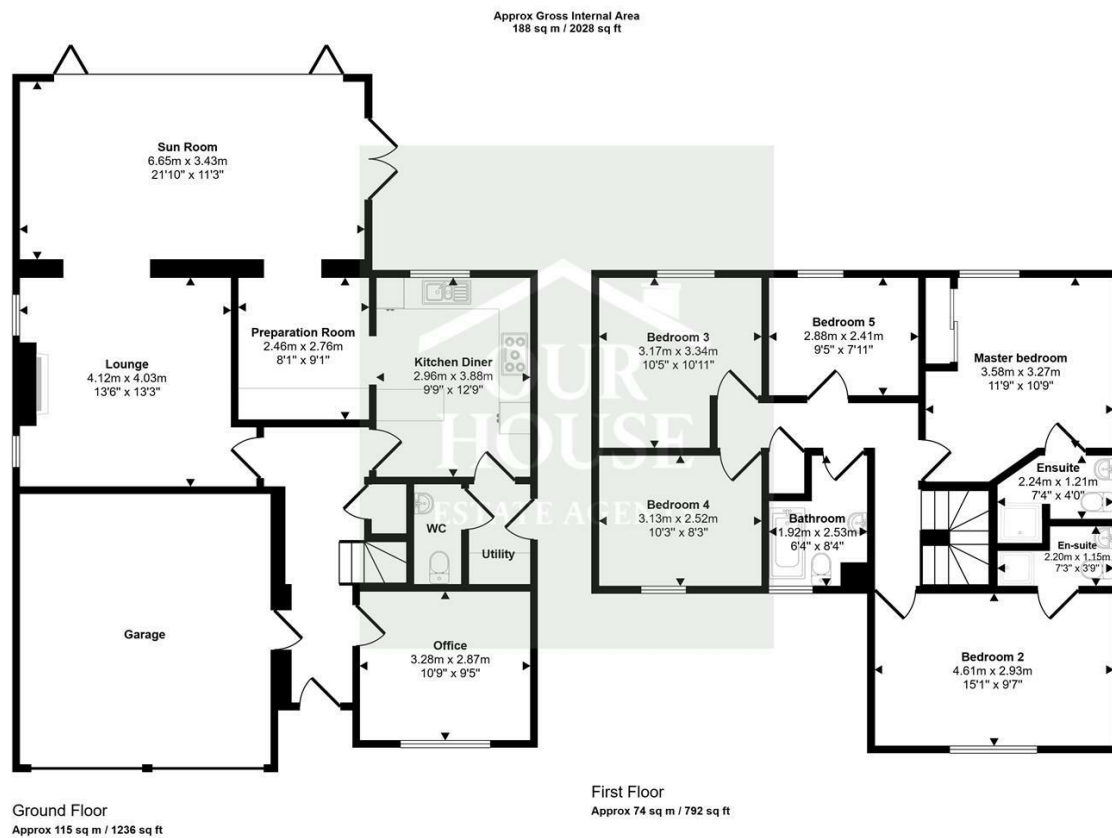 Approx Gross Internal Area
188 sq m / 2028 sq ft
Sun Room
6.65m x 3.43m
21'10" x 11'3"
Lounge
4.12m x 4.03m
13'6" x 13'3"
Preparation Room
2.46m x 2.76m
8'1" x 9'1"
Kitchen Diner
2.96m x 3.88m
9'9" x 12'9"
WC
Utility
Garage
Office
3.28m x 2.87m
10'9" x 9'5"
Ground Floor
Approx 115 sq m / 1236 sq ft
Bedroom 3
3.17m x 3.34m
10'5" x 10'11"
Bedroom 5
2.88m x 2.41m
9'5" x 7'11"
Master bedroom
3.58m x 3.27m
11'9" x 10'9"
Bedroom 4
3.13m x 2.52m
10'3" x 8'3"
Bathroom
1.92m x 2.53m
6'4" x 8'4"
Ensuite
2.24m x 1.21m
7'4" x 4'0"
En-suite
2.20m x 1.15m
7'3" x 3'9"
Bedroom 2
4.61m x 2.93m
15'1" x 9'7"
First Floor
Approx 74 sq m / 792 sq ft
OUR
HOUSE
ESTATE AGENT